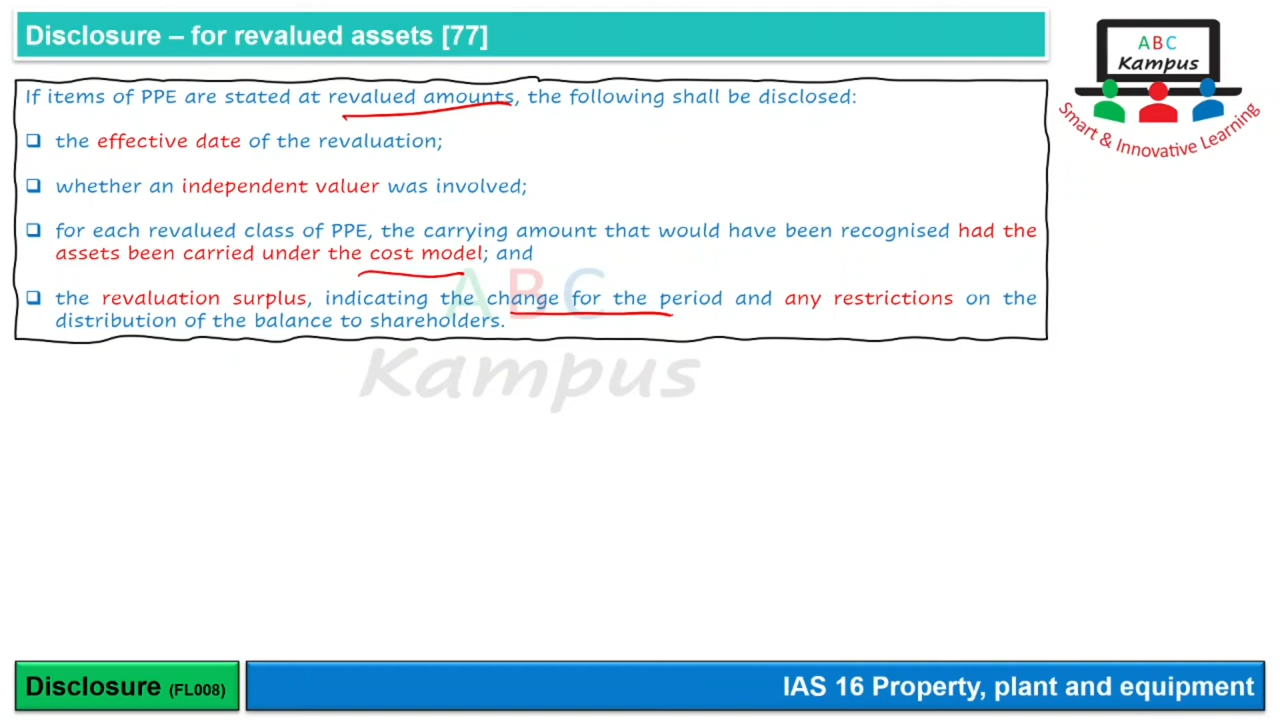 Disclosure – for revalued assets [77]
ABC
Kampus
Smart & Innovative Learning
If items of PPE are stated at revalued amounts, the following shall be disclosed:
❑ the effective date of the revaluation;
❑ whether an independent valuer was involved;
❑ for each revalued class of PPE, the carrying amount that would have been recognised had the
assets been carried under the cost model; and
❑ the revaluation surplus, indicating the change for the period and any restrictions on the
distribution of the balance to shareholders.
ABC
Kampus
Disclosure (FL008)
IAS 16 Property, plant and equipment